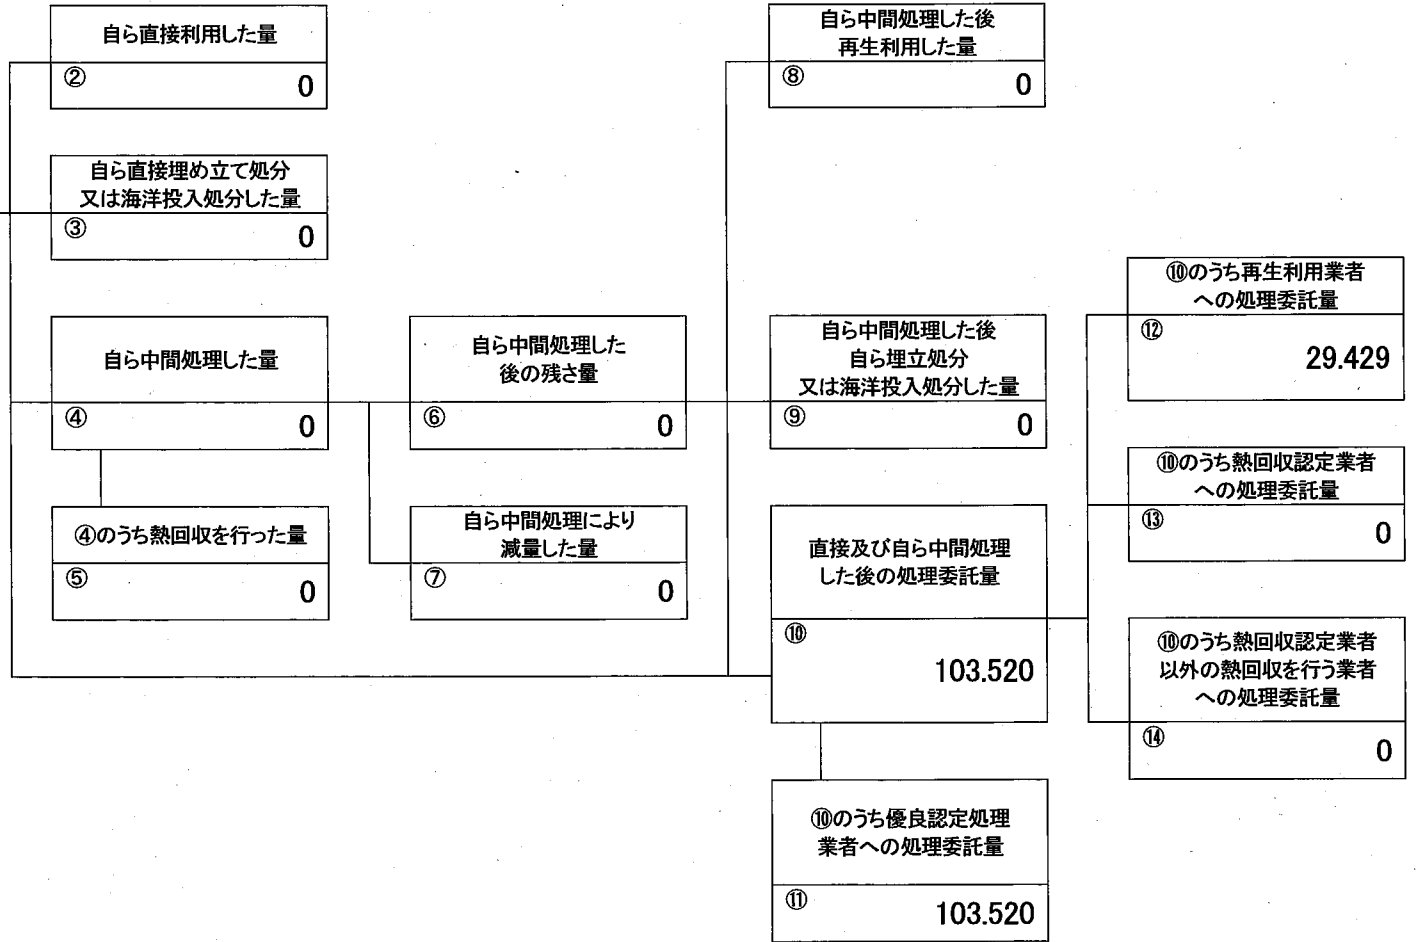 自ら直接利用した量
②
0
自ら直接埋め立て処分
又は海洋投入処分した量
③
0
自ら中間処理した量
④
0
④のうち熱回収を行った量
⑤
0
自ら中間処理した
後の残さ量
⑥
0
自ら中間処理により
減量した量
⑦
0
自ら中間処理した後
再生利用した量
⑧
0
自ら中間処理した後
自ら埋立処分
又は海洋投入処分した量
⑨
0
直接及び自ら中間処理
した後の処理委託量
⑩
103.520
⑩のうち優良認定処理
業者への処理委託量
⑪
103.520
⑩のうち再生利用業者
への処理委託量
⑫
29.429
⑩のうち熱回収認定業者
への処理委託量
⑬
0
⑩のうち熱回収認定業者
以外の熱回収を行う業者
への処理委託量
⑭
0